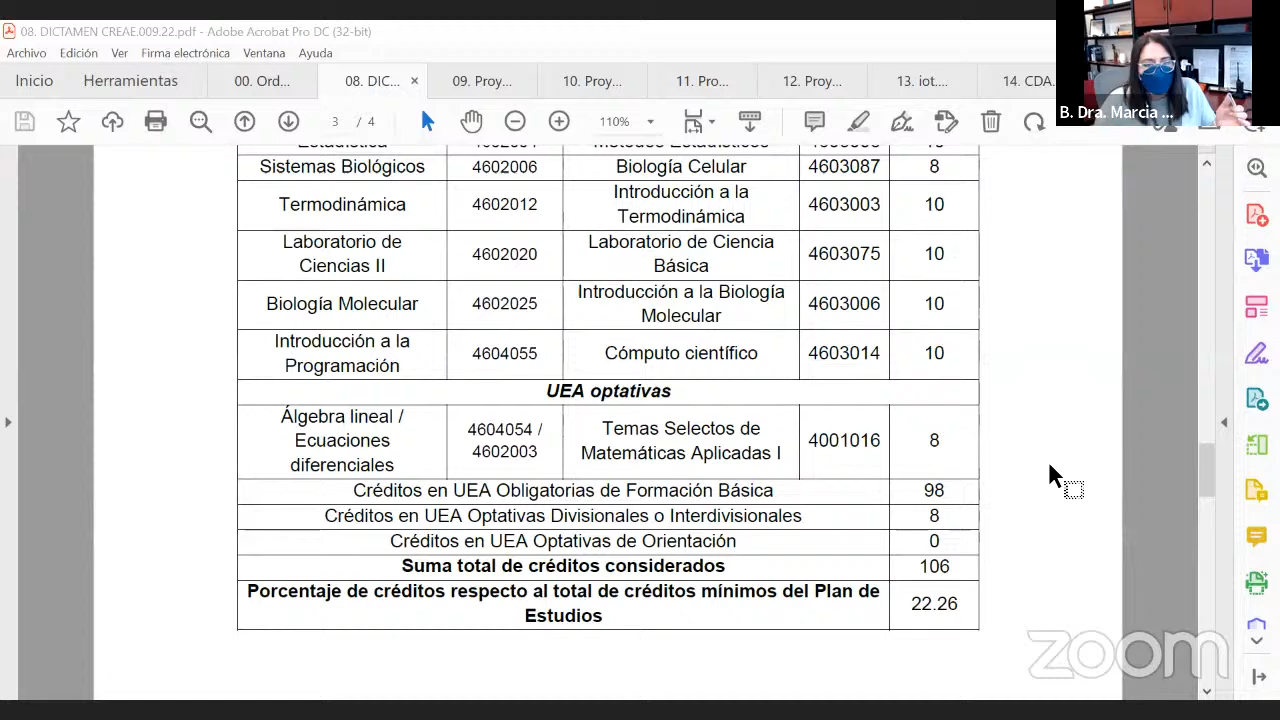 08. DICTAMEN CREAE.009.22.pdf - Adobe Acrobat Pro DC (32-bit)
Archivo Edición Ver Firma electrónica Ventana Ayuda
Inicio Herramientas 00. Ord... 08. DIC... × 09. Proy... 10. Proy... 11. Pro... 12. Proy... 13. iot.... 14. CDA.
B. Dra. Marcia ...
3 / 4 110%
Sistemas Biológicos 4602006 Biología Celular 4603087 8
Termodinámica 4602012 Introducción a la Termodinámica 4603003 10
Laboratorio de Ciencias II 4602020 Laboratorio de Ciencia Básica 4603075 10
Biología Molecular 4602025 Introducción a la Biología Molecular 4603006 10
Introducción a la Programación 4604055 Cómputo científico 4603014 10
UEA optativas
Álgebra lineal / Ecuaciones diferenciales 4604054 / 4602003 Temas Selectos de Matemáticas Aplicadas I 4001016 8
Créditos en UEA Obligatorias de Formación Básica 98
Créditos en UEA Optativas Divisionales o Interdivisionales 8
Créditos en UEA Optativas de Orientación 0
Suma total de créditos considerados 106
Porcentaje de créditos respecto al total de créditos mínimos del Plan de Estudios 22.26
zoom